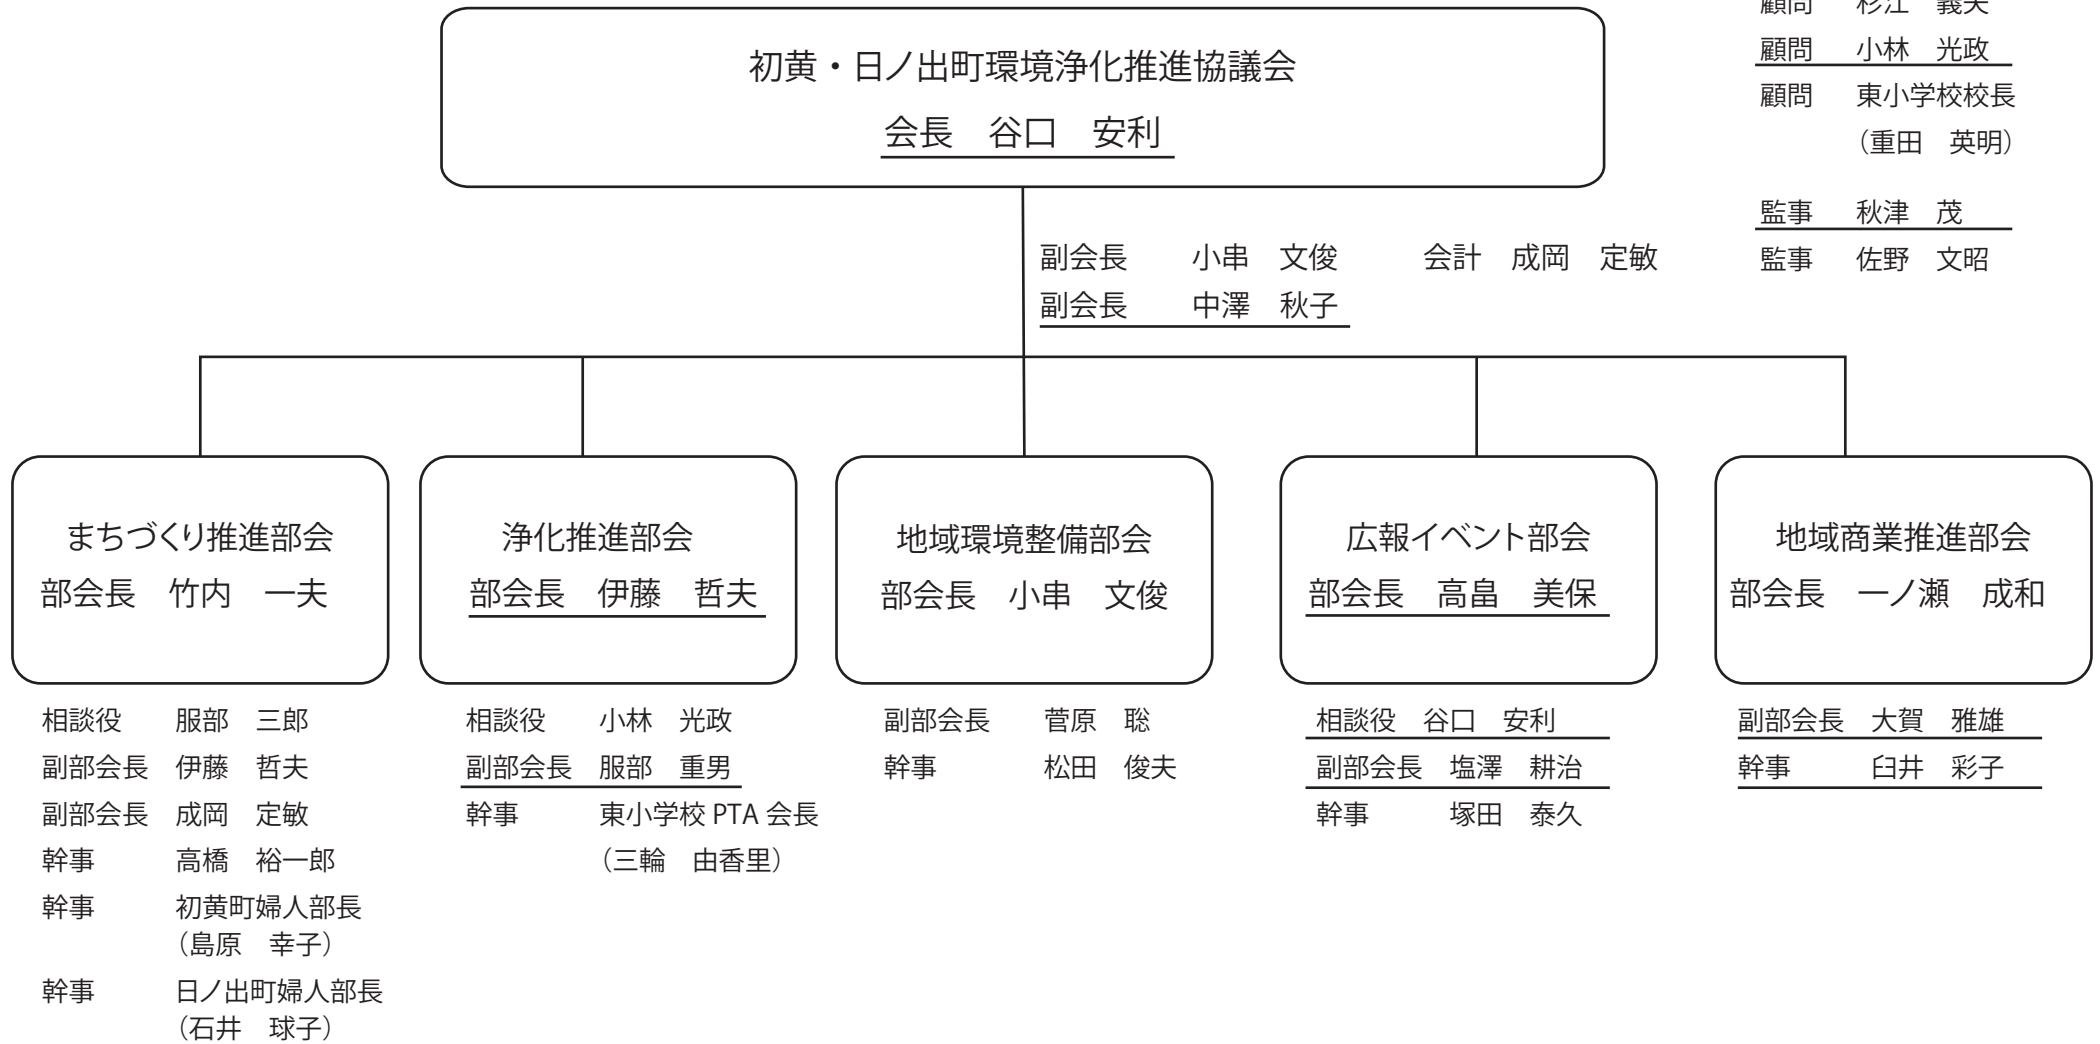 初黄・日ノ出町環境浄化推進協議会
会長　谷口　安利
顧問　杉江　義夫
顧問　小林　光政
顧問　東小学校校長
（重田　英明）
監事　秋津　茂
監事　佐野　文昭
副会長　小串　文俊　会計　成岡　定敏
副会長　中澤　秋子
まちづくり推進部会
部会長　竹内　一夫
相談役　服部　三郎
副部会長　伊藤　哲夫
副部会長　成岡　定敏
幹事　高橋　裕一郎
幹事　初黄町婦人部長
（島原　幸子）
幹事　日ノ出町婦人部長
（石井　球子）
浄化推進部会
部会長　伊藤　哲夫
相談役　小林　光政
副部会長　服部　重男
幹事　東小学校 PTA 会長
（三輪　由香里）
地域環境整備部会
部会長　小串　文俊
副部会長　菅原　聡
幹事　松田　俊夫
広報イベント部会
部会長　高畠　美保
相談役　谷口　安利
副部会長　塩澤　耕治
幹事　塚田　泰久
地域商業推進部会
部会長　一ノ瀬　成和
副部会長　大賀　雅雄
幹事　臼井　彩子